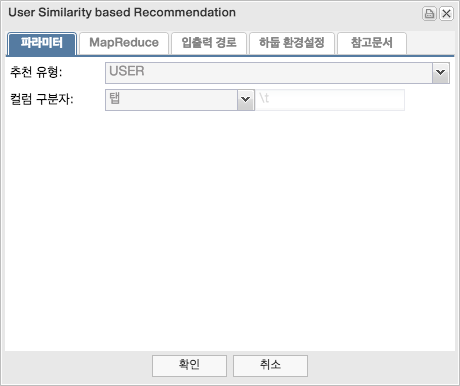 User Similarity based Recommendation
파라미터 MapReduce 입출력 경로 하둡 환경설정 참고문서
추천 유형: USER
컬럼 구분자: 탭 \t
확인 취소